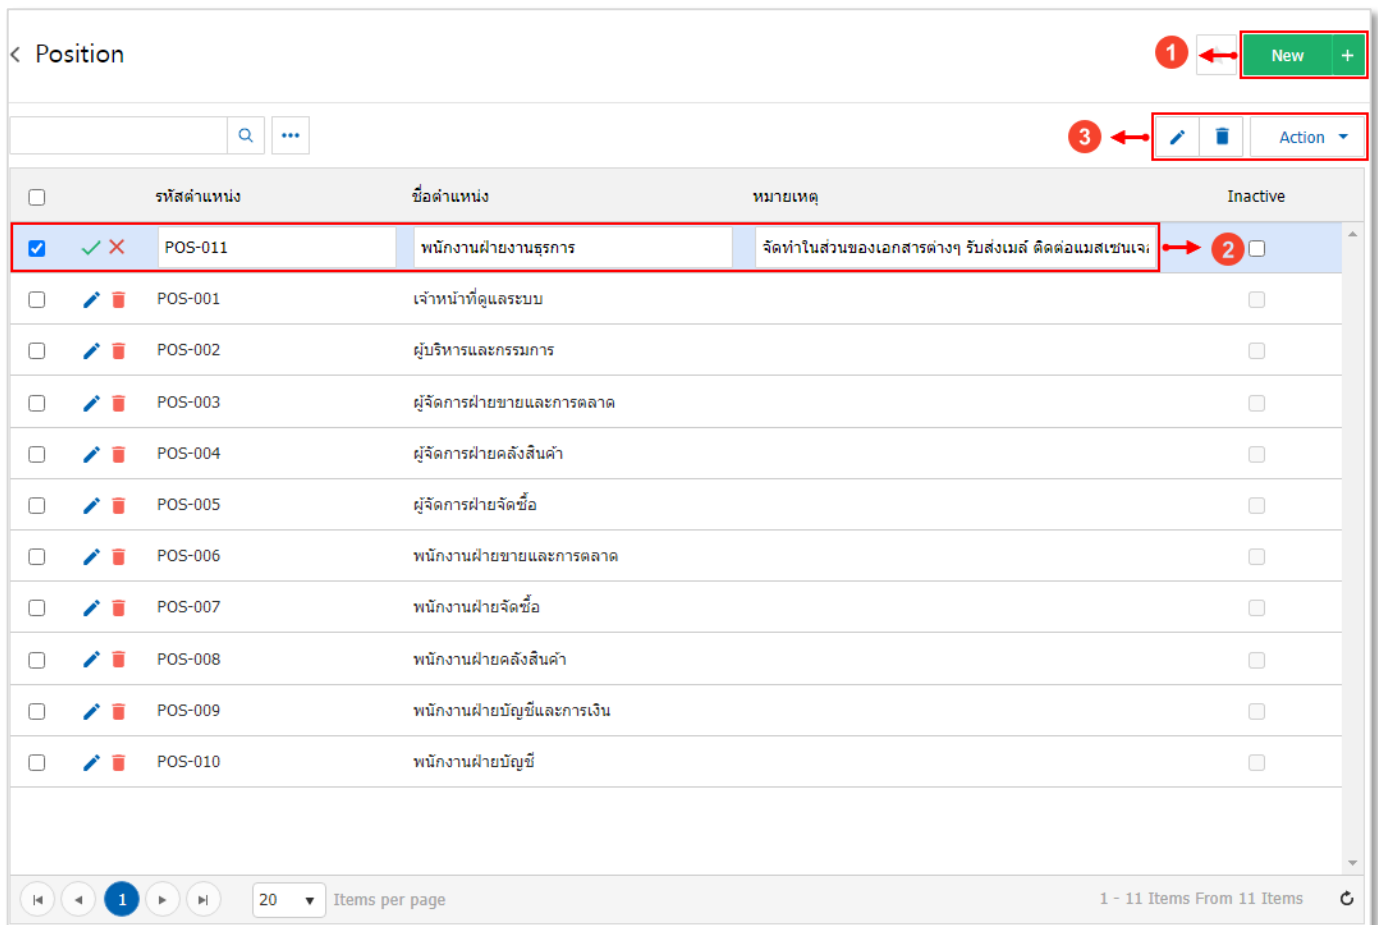 Position
1
New +
3
Action
รหัสตำแหน่ง ชื่อตำแหน่ง หมายเหตุ Inactive
POS-011 พนักงานฝ่ายงานธุรการ จัดทำในส่วนของเอกสารต่างๆ รับส่งเมล์ ติดต่อแมสเซนเจอ 2
POS-001 เจ้าหน้าที่ดูแลระบบ
POS-002 ผู้บริหารและกรรมการ
POS-003 ผู้จัดการฝ่ายขายและการตลาด
POS-004 ผู้จัดการฝ่ายคลังสินค้า
POS-005 ผู้จัดการฝ่ายจัดซื้อ
POS-006 พนักงานฝ่ายขายและการตลาด
POS-007 พนักงานฝ่ายจัดซื้อ
POS-008 พนักงานฝ่ายคลังสินค้า
POS-009 พนักงานฝ่ายบัญชีและการเงิน
POS-010 พนักงานฝ่ายบัญชี
1 20 Items per page 1 - 11 Items From 11 Items